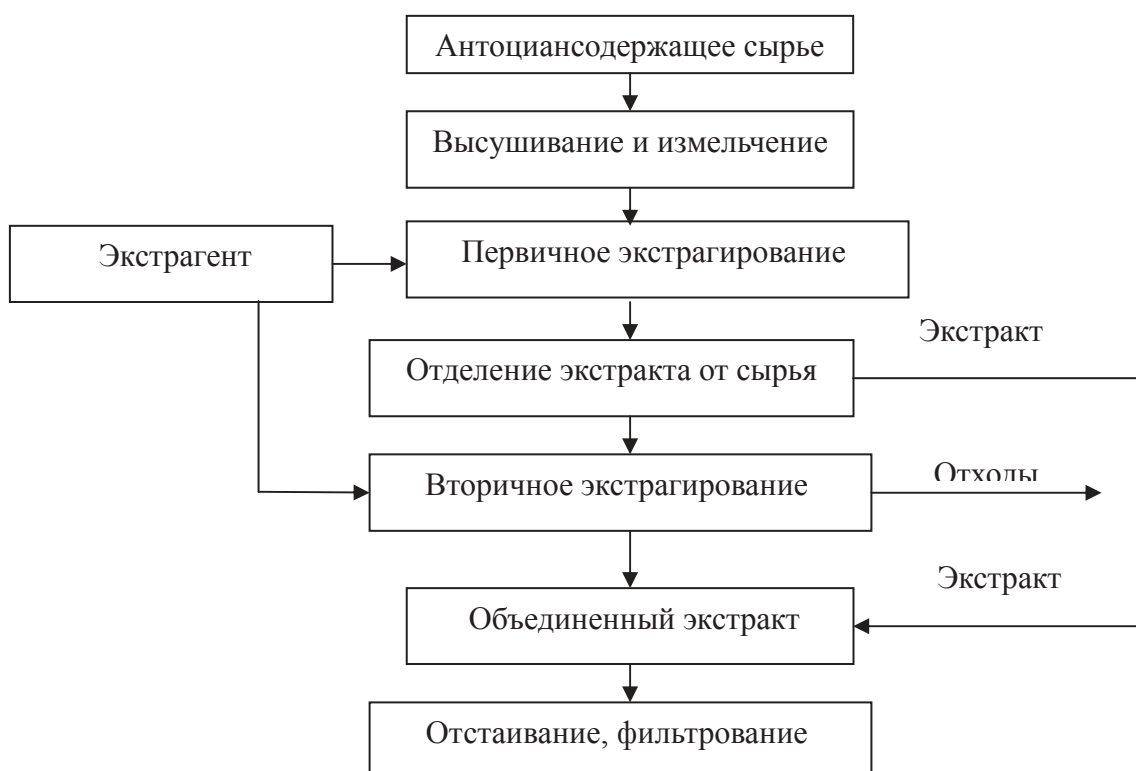 Антоциансодержащее сырье
Высушивание и измельчение
Экстрагент
Первичное экстрагирование
Экстракт
Отделение экстракта от сырья
Отходы
Вторичное экстрагирование
Экстракт
Объединенный экстракт
Отстаивание, фильтрование